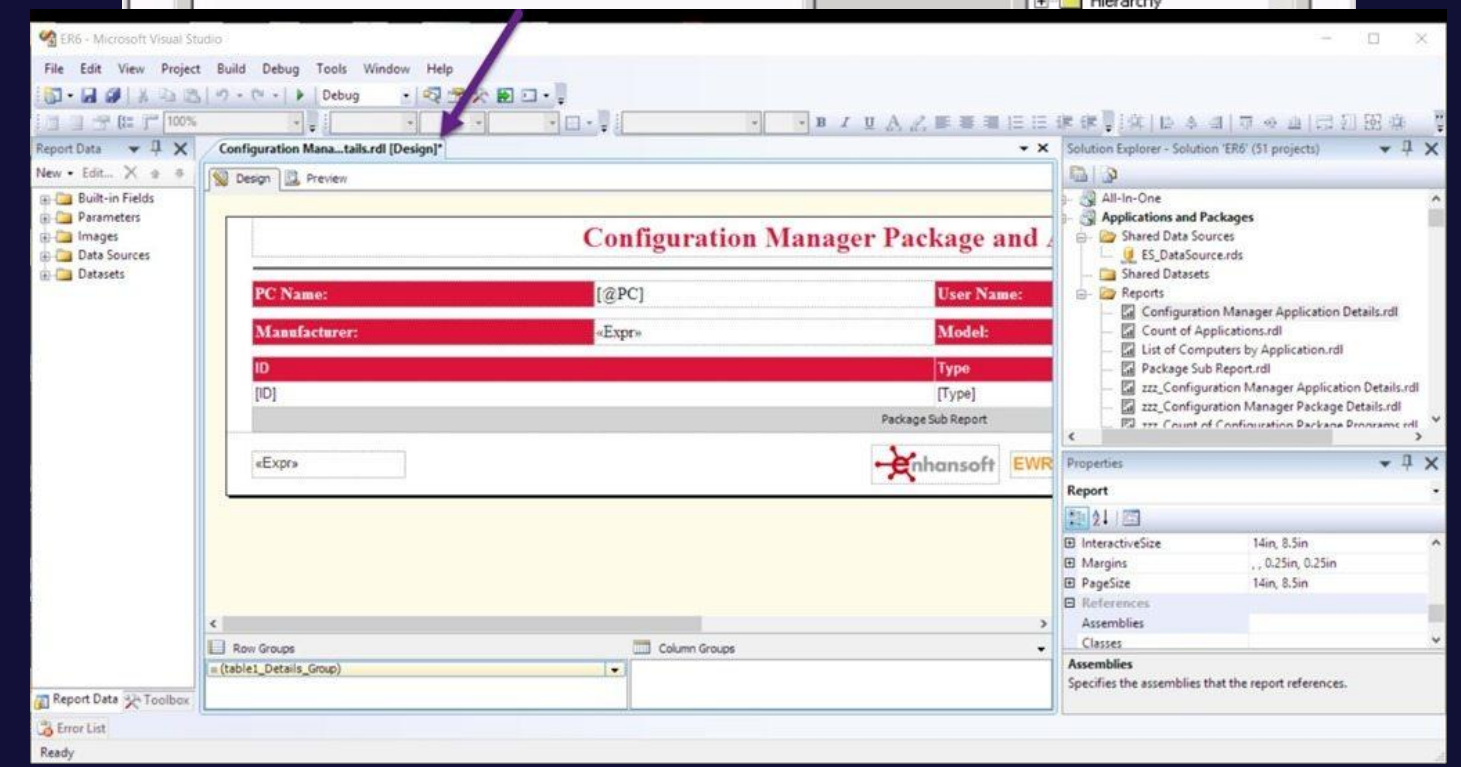 Hierarchy
ER6 - Microsoft Visual Studio
File Edit View Project Build Debug Tools Window Help
Debug
100%
B I U A
Report Data
Configuration Mana...tails.rdl [Design]*
Solution Explorer - Solution 'ER6' (51 projects)
New Edit...
Design Preview
Built-in Fields
Parameters
Images
Data Sources
Datasets
Configuration Manager Package and
PC Name: [@PC] User Name:
Manufacturer: «Expr» Model:
ID Type
[ID] [Type]
Package Sub Report
«Expr» enhansoft EWR
Row Groups Column Groups
(table1_Details_Group)
All-In-One
Applications and Packages
Shared Data Sources
ES_DataSource.rds
Shared Datasets
Reports
Configuration Manager Application Details.rdl
Count of Applications.rdl
List of Computers by Application.rdl
Package Sub Report.rdl
zzz_Configuration Manager Application Details.rdl
zzz_Configuration Manager Package Details.rdl
zzz_Count of Configuration Package Programs.rdl
Properties
Report
InteractiveSize 14in, 8.5in
Margins , , 0.25in, 0.25in
PageSize 14in, 8.5in
References
Assemblies
Classes
Assemblies
Specifies the assemblies that the report references.
Report Data Toolbox
Error List
Ready